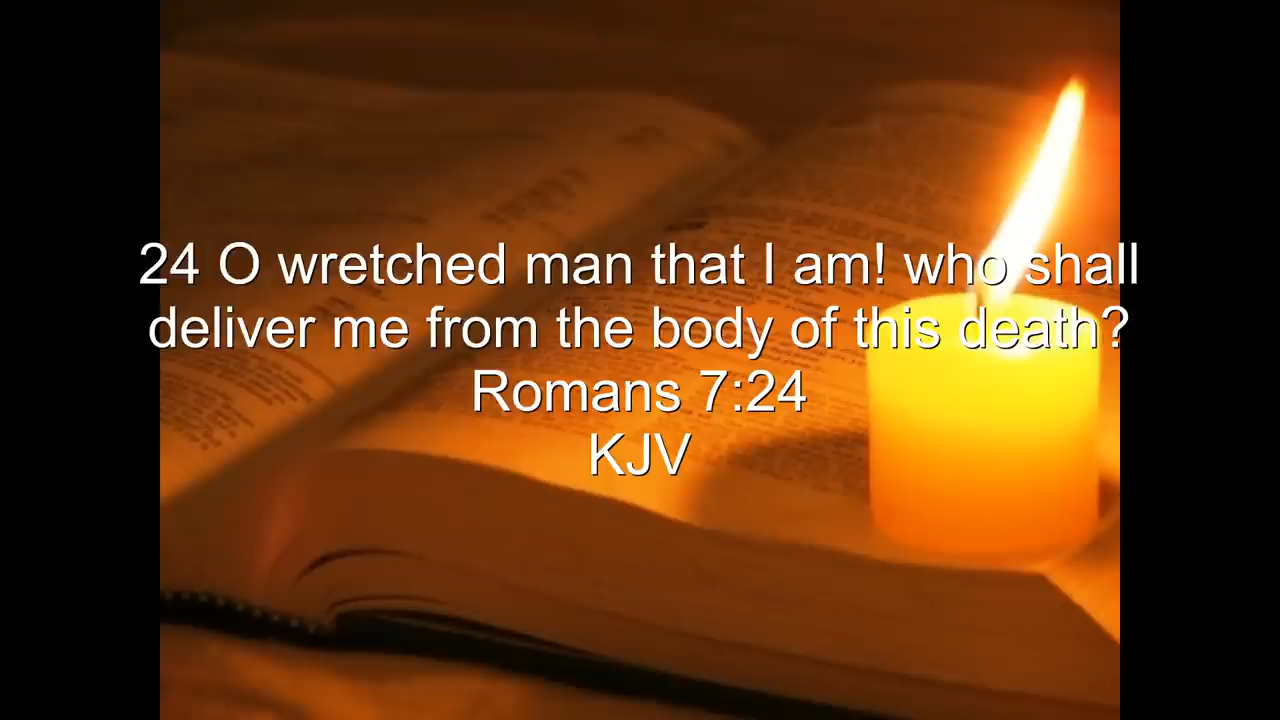 24 O wretched man that I am! who shall
deliver me from the body of this death?
Romans 7:24
KJV